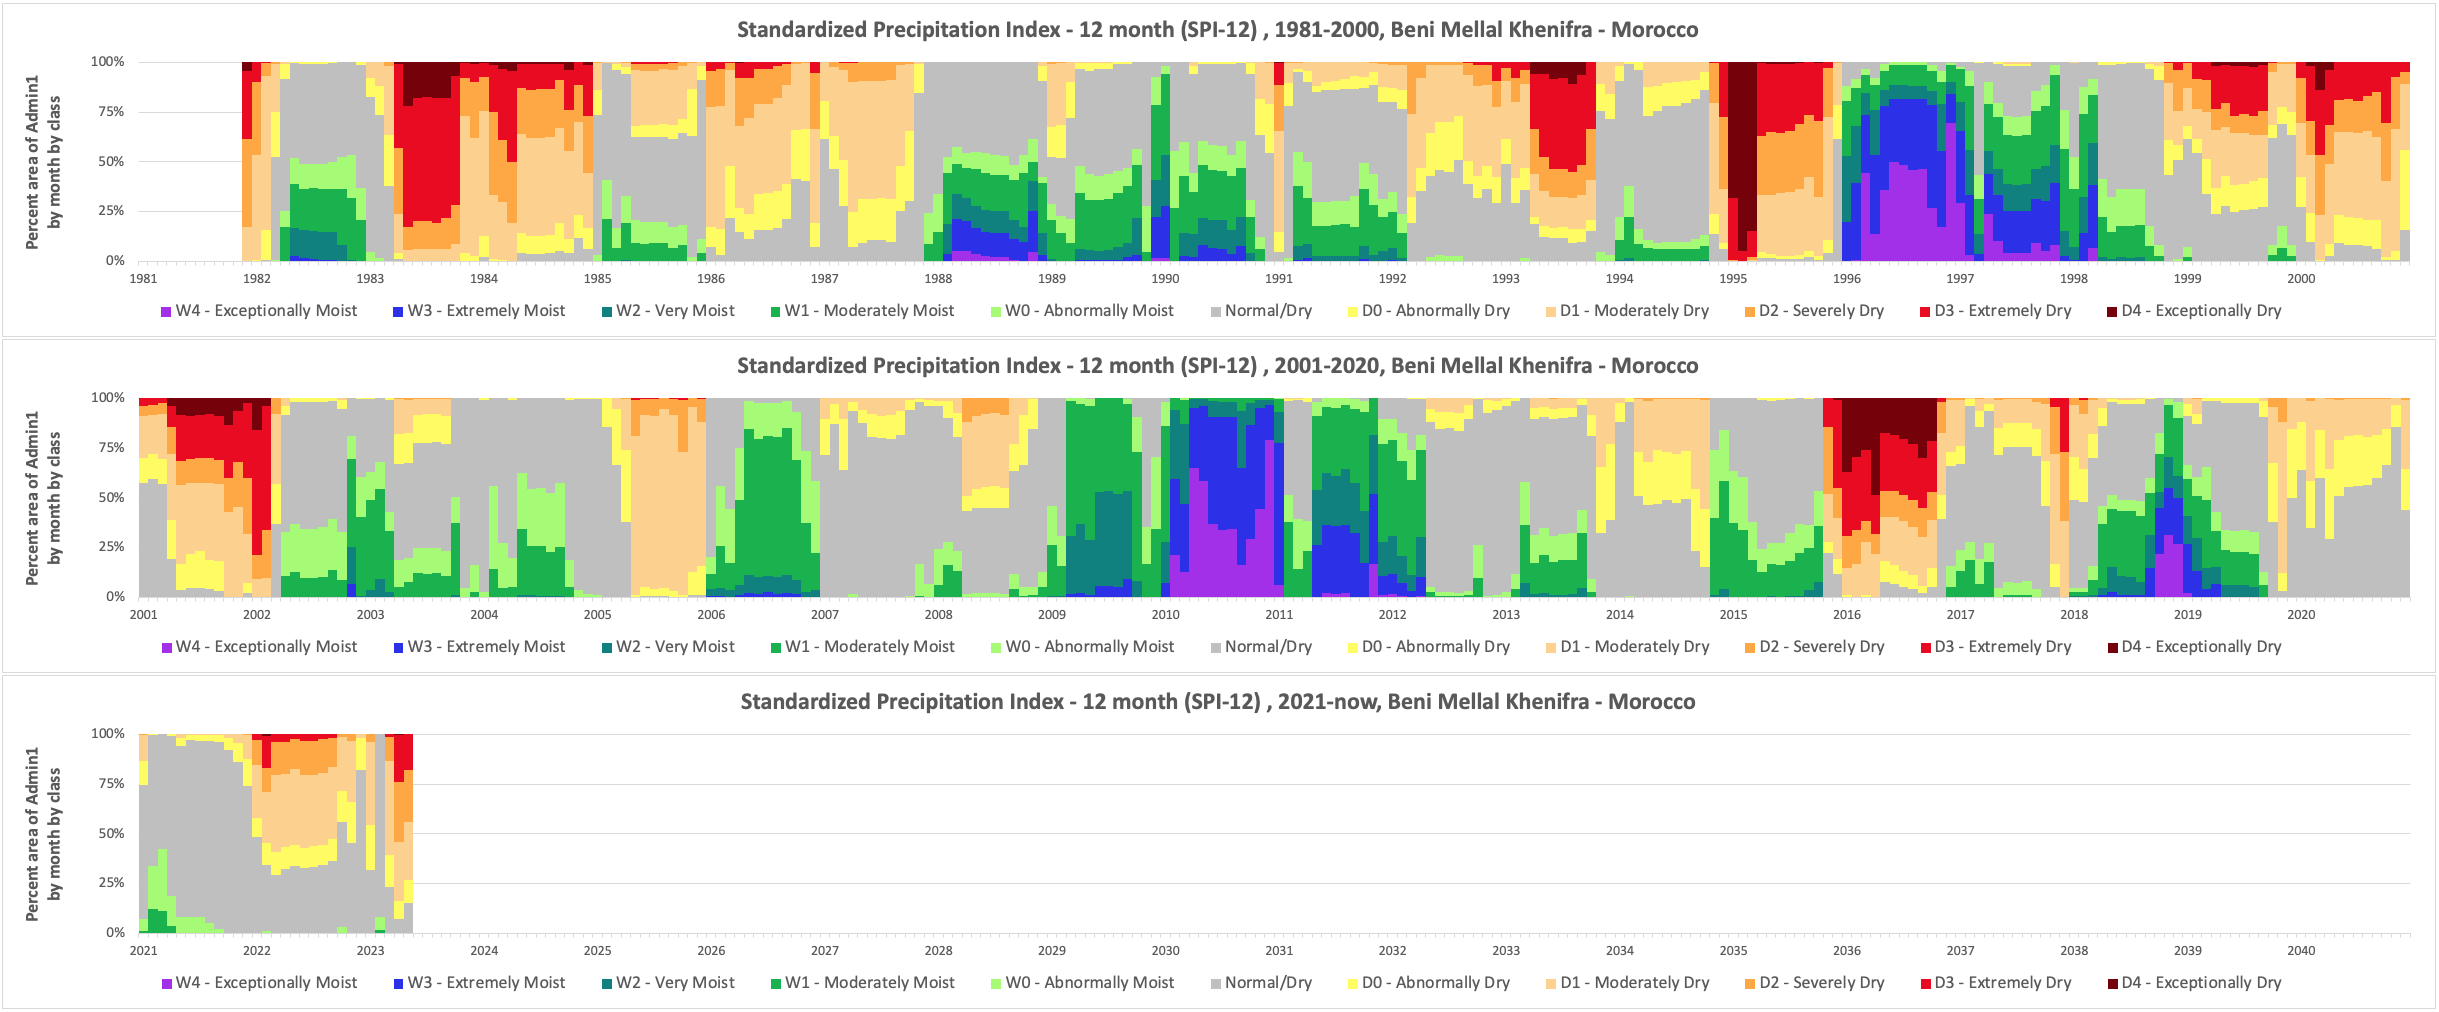 Standardized Precipitation Index - 12 month (SPI-12) , 1981-2000, Beni Mellal Khenifra - Morocco
Percent area of Admin1
by month by class
100%
75%
50%
25%
0%
1981 1982 1983 1984 1985 1986 1987 1988 1989 1990 1991 1992 1993 1994 1995 1996 1997 1998 1999 2000
W4 - Exceptionally Moist W3 - Extremely Moist W2 - Very Moist W1 - Moderately Moist W0 - Abnormally Moist Normal/Dry D0 - Abnormally Dry D1 - Moderately Dry D2 - Severely Dry D3 - Extremely Dry D4 - Exceptionally Dry
Standardized Precipitation Index - 12 month (SPI-12) , 2001-2020, Beni Mellal Khenifra - Morocco
Percent area of Admin1
by month by class
100%
75%
50%
25%
0%
2001 2002 2003 2004 2005 2006 2007 2008 2009 2010 2011 2012 2013 2014 2015 2016 2017 2018 2019 2020
W4 - Exceptionally Moist W3 - Extremely Moist W2 - Very Moist W1 - Moderately Moist W0 - Abnormally Moist Normal/Dry D0 - Abnormally Dry D1 - Moderately Dry D2 - Severely Dry D3 - Extremely Dry D4 - Exceptionally Dry
Standardized Precipitation Index - 12 month (SPI-12) , 2021-now, Beni Mellal Khenifra - Morocco
Percent area of Admin1
by month by class
100%
75%
50%
25%
0%
2021 2022 2023 2024 2025 2026 2027 2028 2029 2030 2031 2032 2033 2034 2035 2036 2037 2038 2039 2040
W4 - Exceptionally Moist W3 - Extremely Moist W2 - Very Moist W1 - Moderately Moist W0 - Abnormally Moist Normal/Dry D0 - Abnormally Dry D1 - Moderately Dry D2 - Severely Dry D3 - Extremely Dry D4 - Exceptionally Dry